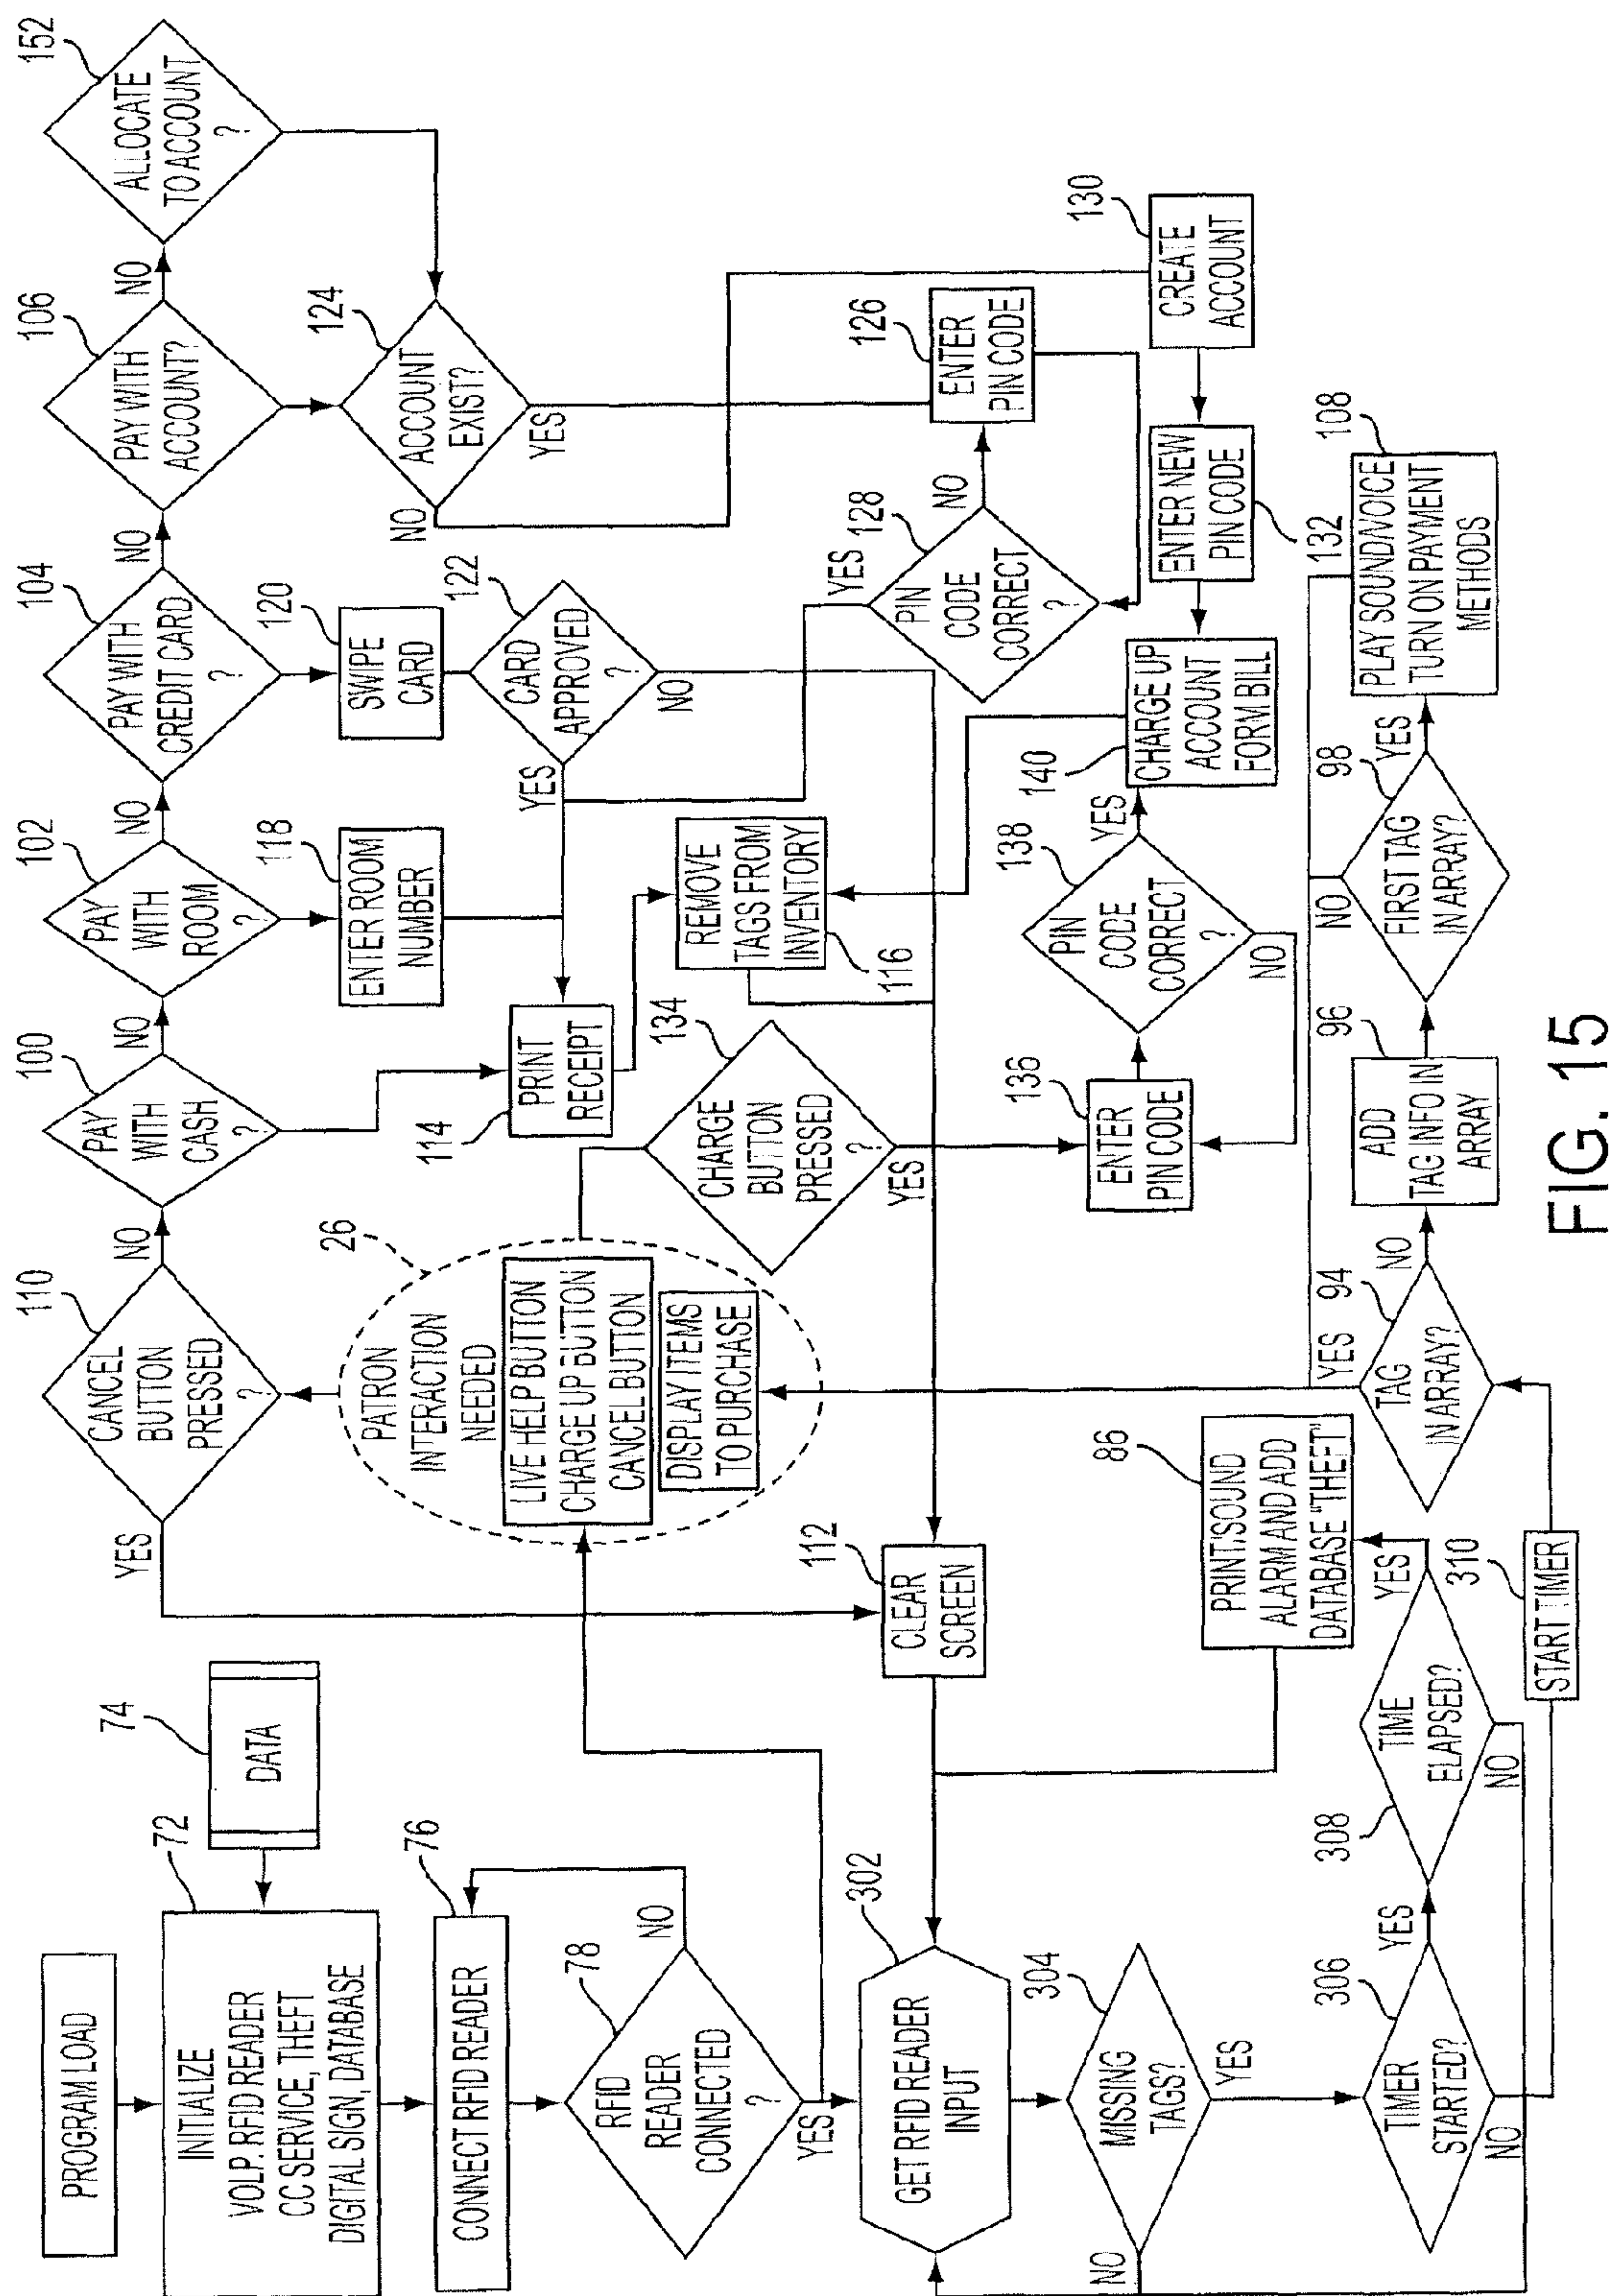 PROGRAM LOAD
72
INITIALIZE
VOLP. RFID READER
CC SERVICE, THEFT
DIGITAL SIGN, DATABASE
74
DATA
76
CONNECT RFID READER
78
RFID
READER
CONNECTED
?
NO
YES
302
GET RFID READER
INPUT
304
MISSING
TAGS?
NO
YES
306
TIMER
STARTED?
NO
YES
308
TIME
ELAPSED?
NO
YES
310
START TIMER
86
PRINT/SOUND
ALARM AND ADD
DATABASE "THEFT"
112
CLEAR
SCREEN
110
CANCEL
BUTTON
PRESSED
?
YES
NO
26
PATRON
INTERACTION
NEEDED
LIVE HELP BUTTON
CHARGE UP BUTTON
CANCEL BUTTON
DISPLAY ITEMS
TO PURCHASE
94
TAG
IN ARRAY?
YES
NO
96
ADD
TAG INFO IN
ARRAY
98
FIRST TAG
IN ARRAY?
NO
YES
108
PLAY SOUND/VOICE
TURN ON PAYMENT
METHODS
100
PAY
WITH
CASH
?
NO
114
PRINT
RECEIPT
134
CHARGE
BUTTON
PRESSED
?
YES
136
ENTER
PIN CODE
138
PIN
CODE
CORRECT
?
NO
YES
140
CHARGE UP
ACCOUNT
FORM BILL
102
PAY
WITH
ROOM
?
NO
118
ENTER ROOM
NUMBER
REMOVE
TAGS FROM
INVENTORY
116
104
PAY WITH
CREDIT CARD
?
NO
120
SWIPE
CARD
122
CARD
APPROVED
?
YES
NO
106
PAY WITH
ACCOUNT?
NO
124
ACCOUNT
EXIST?
NO
YES
152
ALLOCATE
TO ACCOUNT
?
126
ENTER
PIN CODE
128
PIN
CODE
CORRECT
?
YES
NO
130
CREATE
ACCOUNT
ENTER NEW
PIN CODE
132
FIG. 15